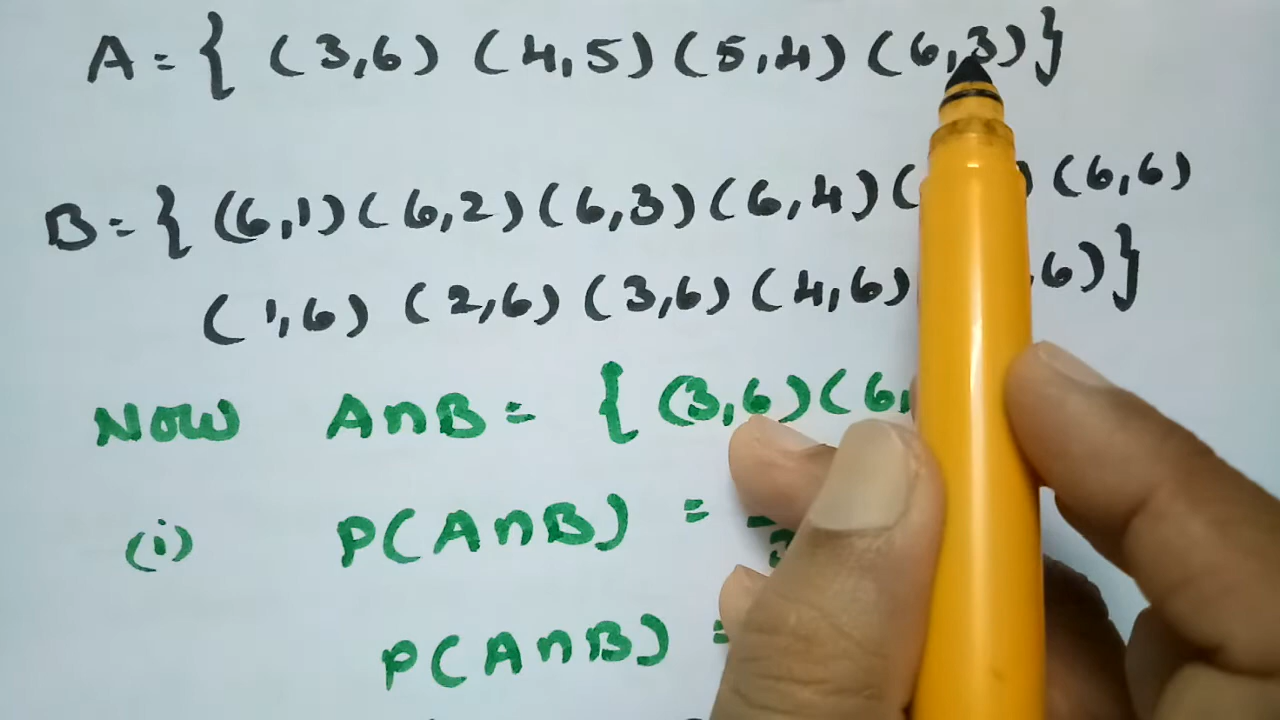 A = { (3,6) (4,5) (5,4) (6,3) }
B = { (6,1) (6,2) (6,3) (6,4) ( ) (6,6)
(1,6) (2,6) (3,6) (4,6) ,6) }
Now A∩B = { (3,6) (6,
(i) P(A∩B) =
P(A∩B) =